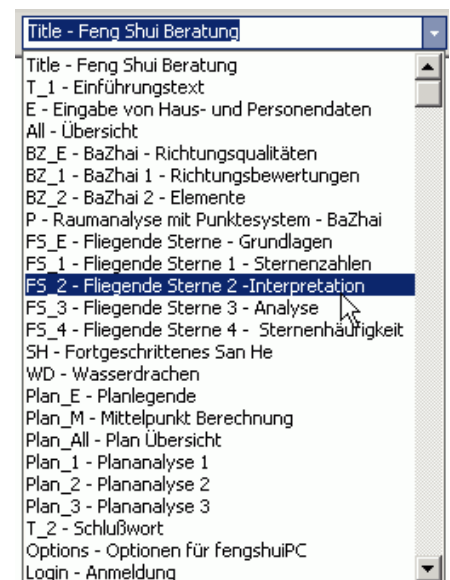 Title - Feng Shui Beratung
Title - Feng Shui Beratung
T_1 - Einführungstext
E - Eingabe von Haus- und Personendaten
All - Übersicht
BZ_E - BaZhai - Richtungsqualitäten
BZ_1 - BaZhai 1 - Richtungsbewertungen
BZ_2 - BaZhai 2 - Elemente
P - Raumanalyse mit Punktesystem - BaZhai
FS_E - Fliegende Sterne - Grundlagen
FS_1 - Fliegende Sterne 1 - Sternenzahlen
FS_2 - Fliegende Sterne 2 -Interpretation
FS_3 - Fliegende Sterne 3 - Analyse
FS_4 - Fliegende Sterne 4 -  Sternenhäufigkeit
SH - Fortgeschrittenes San He
WD - Wasserdrachen
Plan_E - Planlegende
Plan_M - Mittelpunkt Berechnung
Plan_All - Plan Übersicht
Plan_1 - Plananalyse 1
Plan_2 - Plananalyse 2
Plan_3 - Plananalyse 3
T_2 - Schlußwort
Options - Optionen für fengshuiPC
Login - Anmeldung